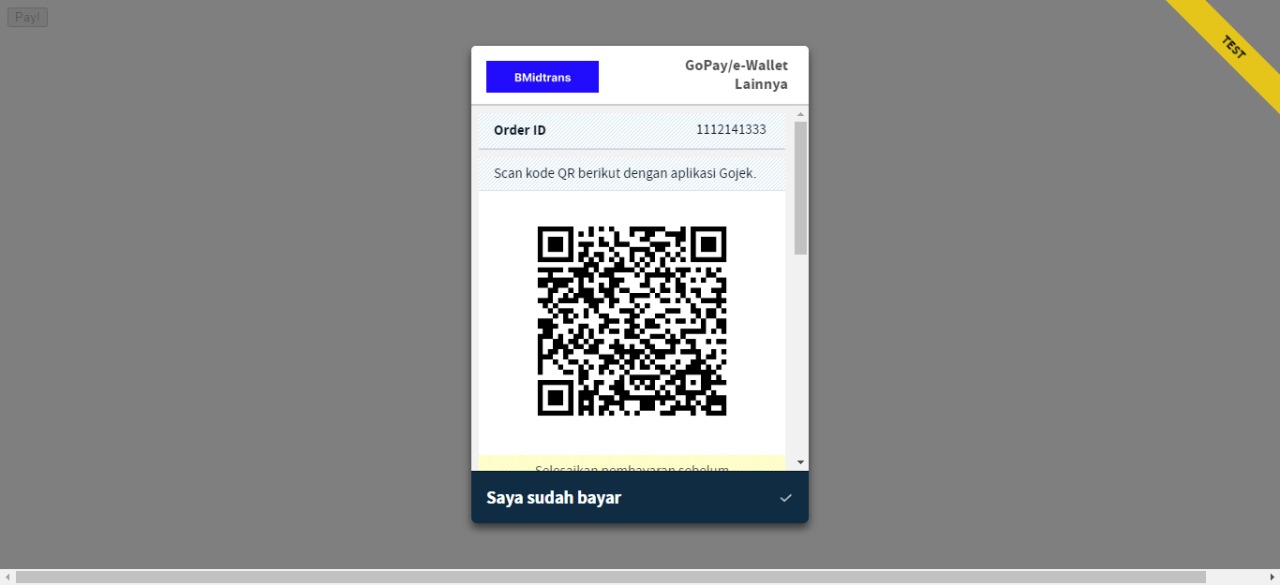 Pay!
TEST
BMidtrans
GoPay/e-Wallet
Lainnya
Order ID 1112141333
Scan kode QR berikut dengan aplikasi Gojek.
Selesaikan pembayaran sebelum
Saya sudah bayar